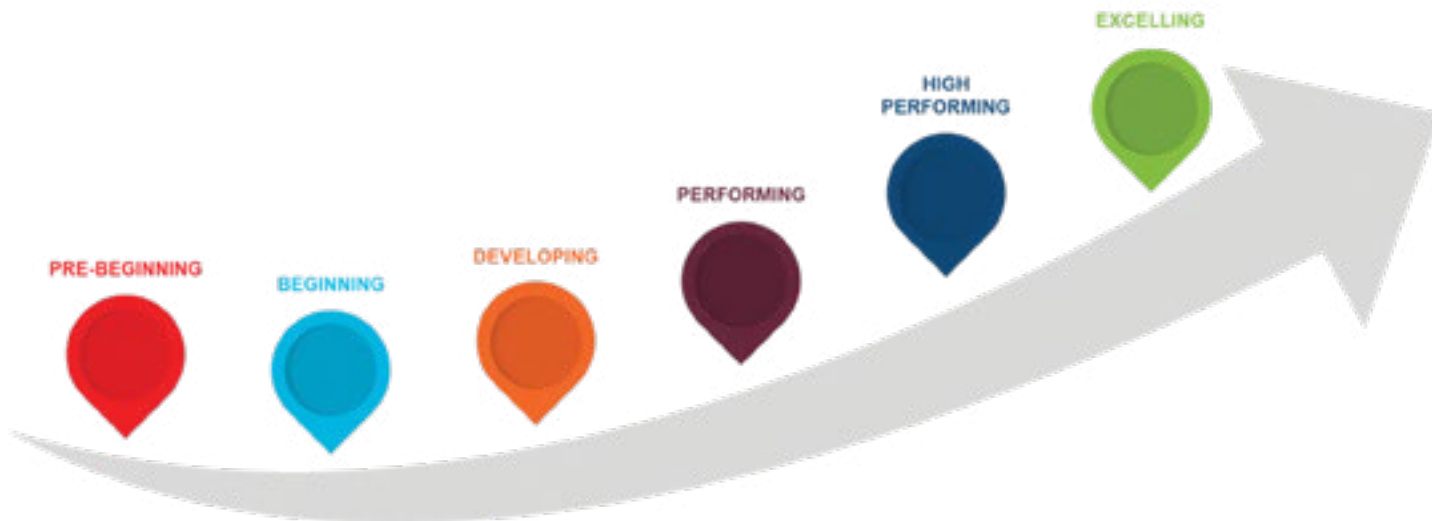 PRE-BEGINNING
BEGINNING
DEVELOPING
PERFORMING
HIGH
PERFORMING
EXCELLING